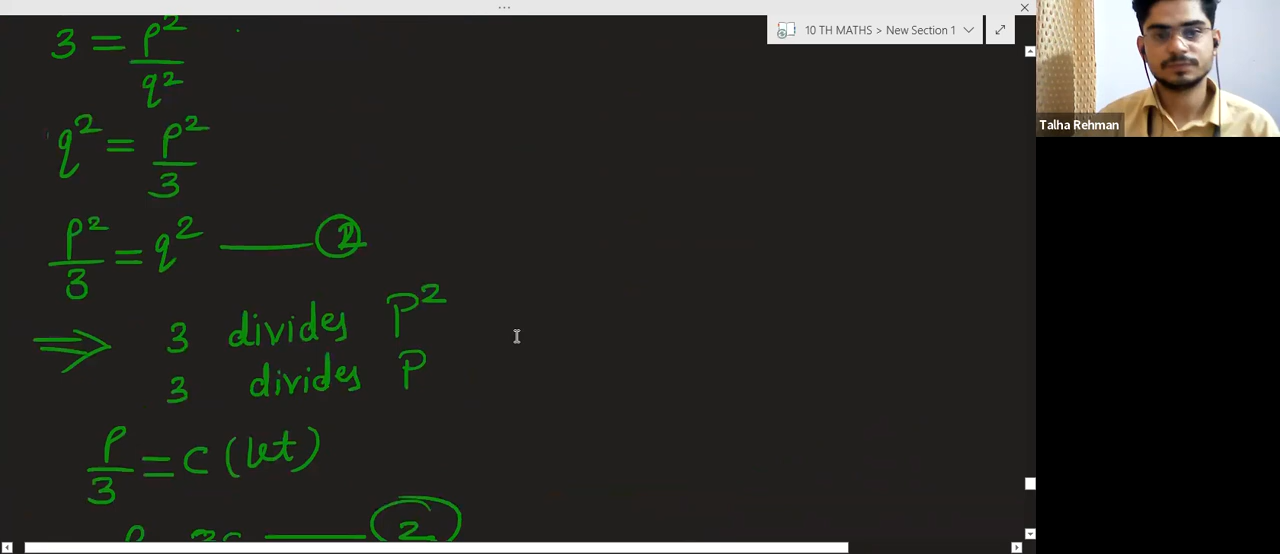 10 TH MATHS > New Section 1
Talha Rehman
3 = p²/q²
q² = p²/3
p²/3 = q² —— ②
⇒ 3 divides P²
3 divides P
p/3 = c (let)